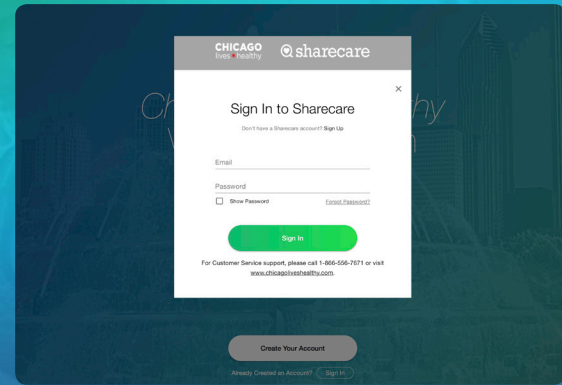 CHICAGO
lives healthy
sharecare
Sign In to Sharecare
Don't have a Sharecare account? Sign Up
Email
Password
Show Password
Forgot Password?
Sign In
For Customer Service support, please call 1-866-556-7671 or visit
www.chicagoliveshealthy.com.
Create Your Account
Already Created an Account? Sign In